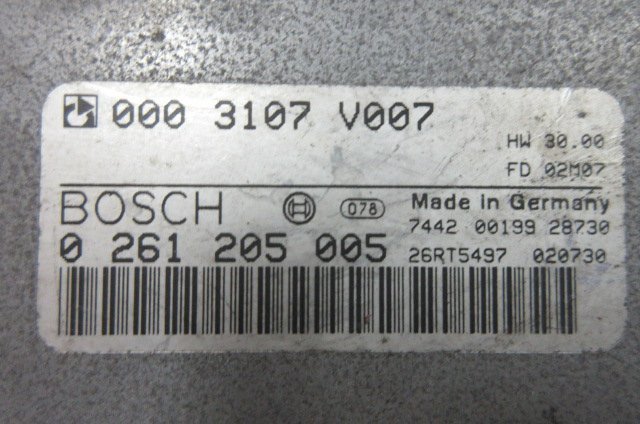 000 3107 V007
HW 30.00
FD 02M07
BOSCH 078 Made in Germany
7442 00199 28730
0 261 205 005 26RT5497 020730